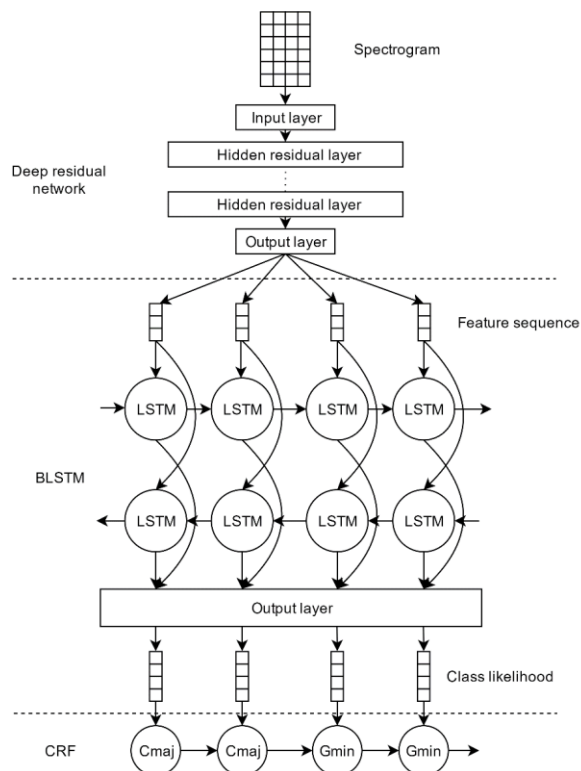 Spectrogram
Input layer
Hidden residual layer
Deep residual
network
Hidden residual layer
Output layer
Feature sequence
LSTM LSTM LSTM LSTM
BLSTM
LSTM LSTM LSTM LSTM
Output layer
Class likelihood
CRF Cmaj Cmaj Gmin Gmin